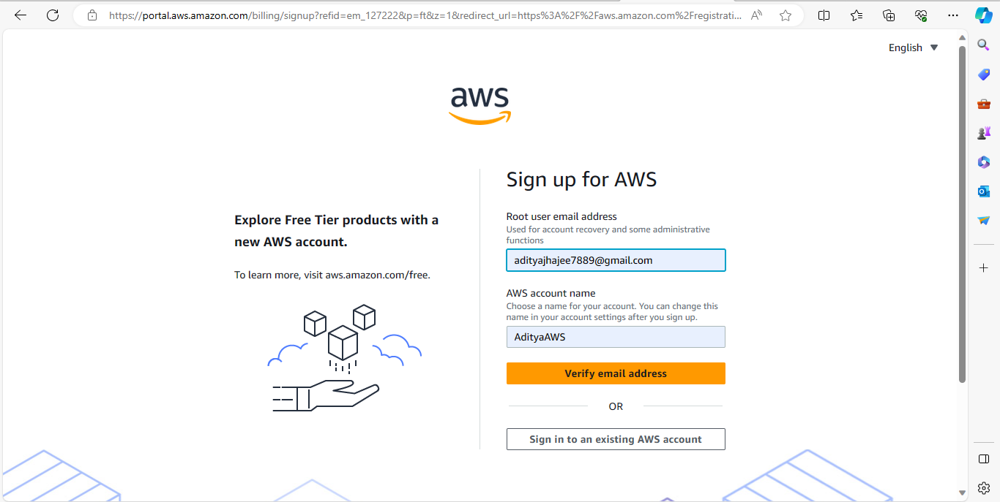 https://portal.aws.amazon.com/billing/signup?refid=em_127222&p=ft&z=1&redirect_url=https%3A%2F%2Faws.amazon.com%2Fregistrati...
English
aws
Explore Free Tier products with a
new AWS account.
To learn more, visit aws.amazon.com/free.
Sign up for AWS
Root user email address
Used for account recovery and some administrative
functions
adityajhajee7889@gmail.com
AWS account name
Choose a name for your account. You can change this
name in your account settings after you sign up.
AdityaAWS
Verify email address
OR
Sign in to an existing AWS account